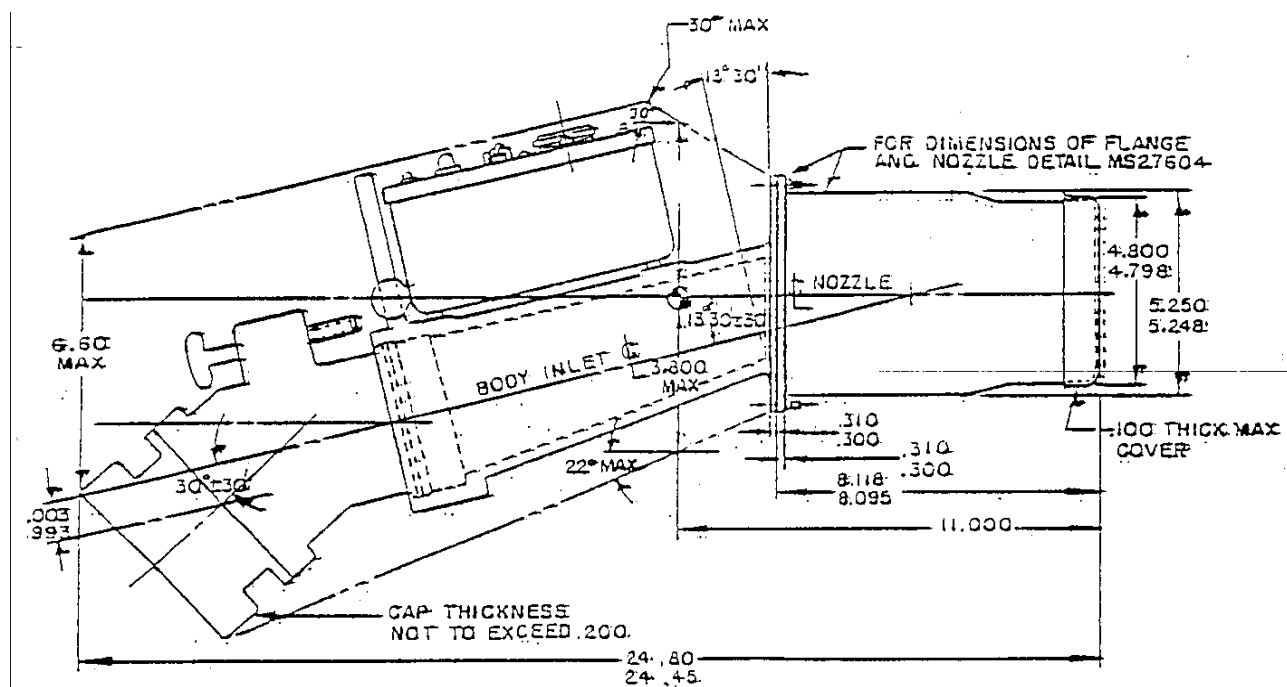 30° MAX
13°30'
30°
FOR DIMENSIONS OF FLANGE
AND NOZZLE DETAIL MS27604
4.800
4.798
℄ NOZZLE
5.250
5.248
6.60
MAX
13°30'±30'
BODY INLET ℄
3.800
MAX
.310
.300
.100 THICK MAX
COVER
22° MAX
.310
.300
30°±30'
8.118
8.095
.003
.993
11.000
CAP THICKNESS
NOT TO EXCEED .200
24.80
24.45